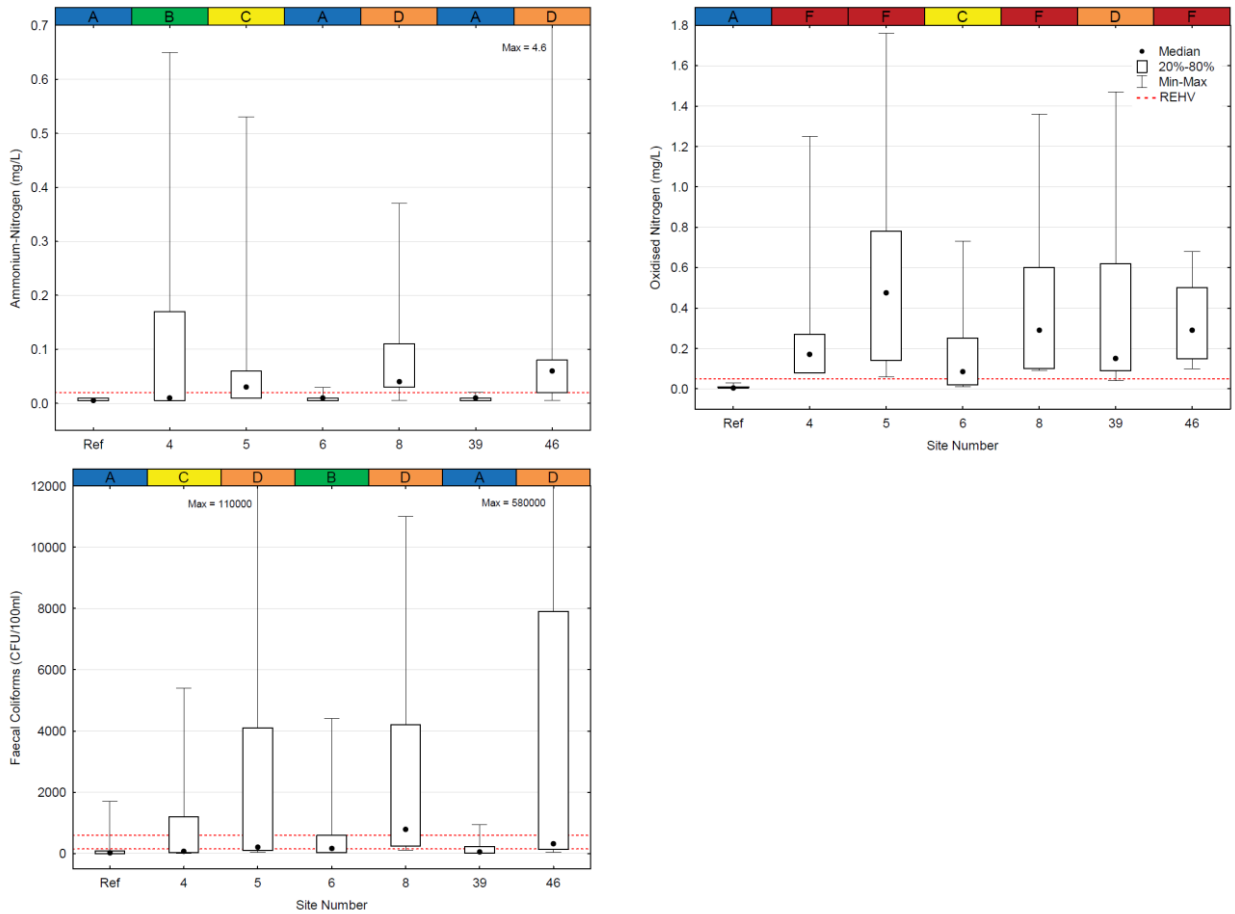 A B C A D A D
Max = 4.6
0.7
0.6
0.5
0.4
0.3
0.2
0.1
0.0
Ammonium-Nitrogen (mg/L)
Ref 4 5 6 8 39 46
A F F C F D F
Median
20%-80%
Min-Max
REHV
1.8
1.6
1.4
1.2
1.0
0.8
0.6
0.4
0.2
0.0
Oxidised Nitrogen (mg/L)
Ref 4 5 6 8 39 46
Site Number
A C D B D A D
Max = 110000
Max = 580000
12000
10000
8000
6000
4000
2000
0
Faecal Coliforms (CFU/100ml)
Ref 4 5 6 8 39 46
Site Number